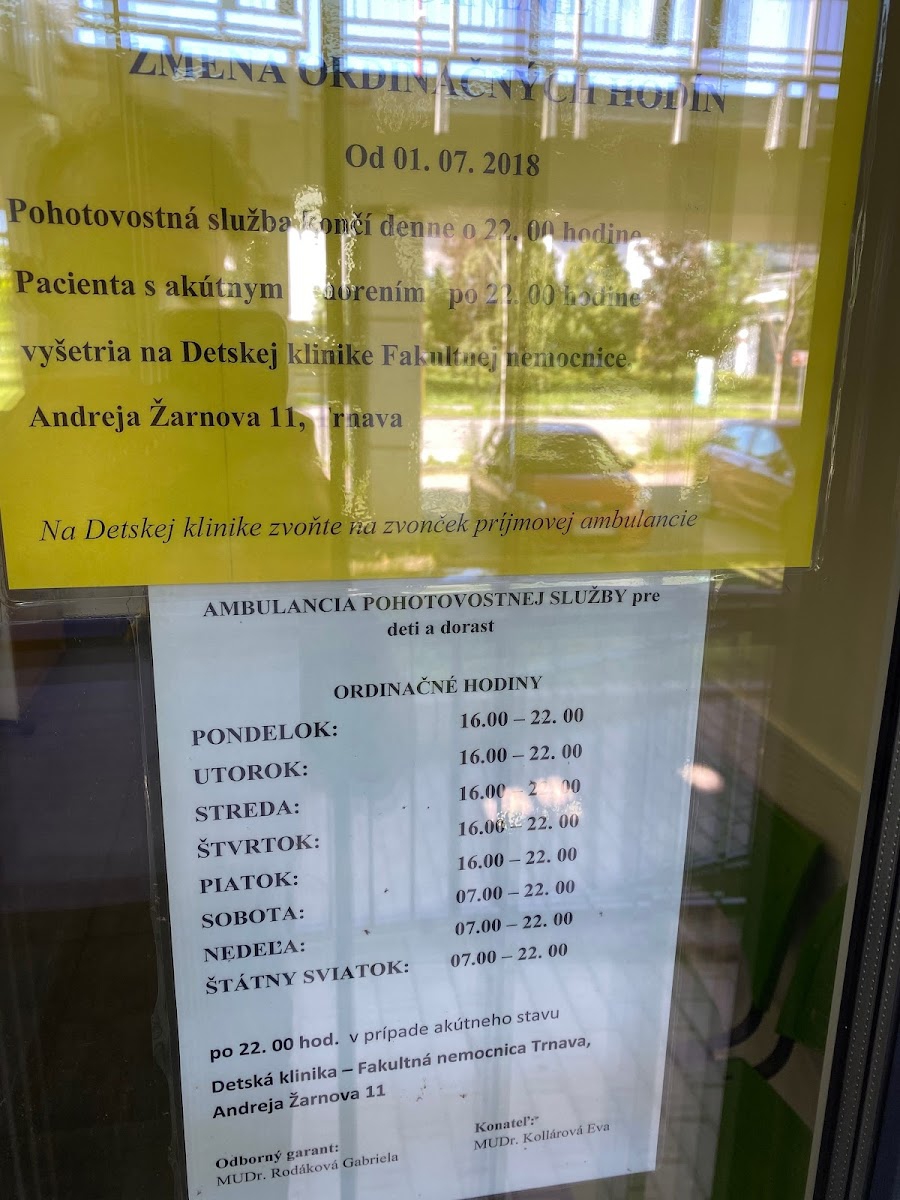 ZMENA ORDINAČNÝCH HODÍN
Od 01. 07. 2018
Pohotovostná služba končí denne o 22. 00 hodine
Pacienta s akútnym po 22. 00 hodine
vyšetria na Detskej klinike Fakultnej nemocnice
Andreja Žarnova 11, Trnava
Na Detskej klinike zvoňte na zvonček príjmovej ambulancie
AMBULANCIA POHOTOVOSTNEJ SLUŽBY pre
deti a dorast
ORDINAČNÉ HODINY
PONDELOK: 16.00 – 22. 00
UTOROK: 16.00 – 22. 00
STREDA: 16.00 – 22.00
ŠTVRTOK: 16.00 – 22. 00
PIATOK: 16.00 – 22. 00
SOBOTA: 07.00 – 22. 00
NEDEĽA: 07.00 – 22. 00
ŠTÁTNY SVIATOK: 07.00 – 22. 00
po 22. 00 hod. v prípade akútneho stavu
Detská klinika – Fakultná nemocnica Trnava,
Andreja Žarnova 11
Odborný garant: Konateľ:
MUDr. Rodáková Gabriela MUDr. Kollárová Eva